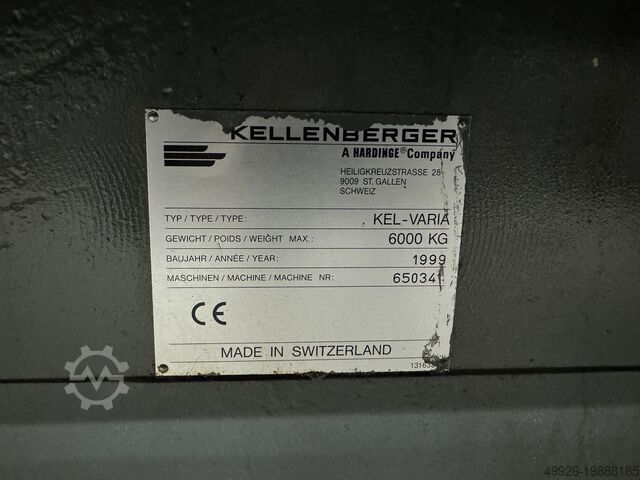 KELLENBERGER
A HARDINGE® Company
HEILIGKREUZSTRASSE 28
9009 ST. GALLEN
SCHWEIZ
TYP / TYPE / TYPE: KEL-VARIA
GEWICHT / POIDS / WEIGHT MAX.: 6000 KG
BAUJAHR / ANNÉE / YEAR: 1999
MASCHINEN / MACHINE / MACHINE NR: 65034
CE
MADE IN SWITZERLAND
49926-19888185